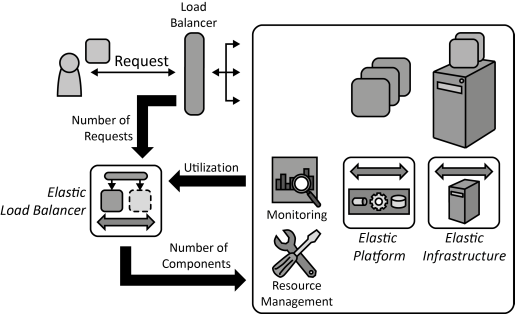 Load
Balancer
Request
Number of
Requests
Utilization
Elastic
Load Balancer
Number of
Components
Monitoring
Resource
Management
Elastic
Platform
Elastic
Infrastructure